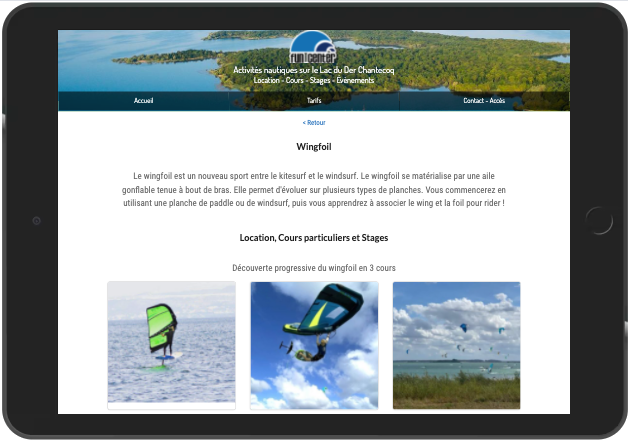 fun'center
Activités nautiques sur le Lac du Der Chantecoq
Location - Cours - Stages - Événements
Accueil
Tarifs
Contact - Accès
< Retour
Wingfoil
Le wingfoil est un nouveau sport entre le kitesurf et le windsurf. Le wingfoil se matérialise par une aile
gonflable tenue à bout de bras. Elle permet d'évoluer sur plusieurs types de planches. Vous commencerez en
utilisant une planche de paddle ou de windsurf, puis vous apprendrez à associer le wing et la foil pour rider !
Location, Cours particuliers et Stages
Découverte progressive du wingfoil en 3 cours